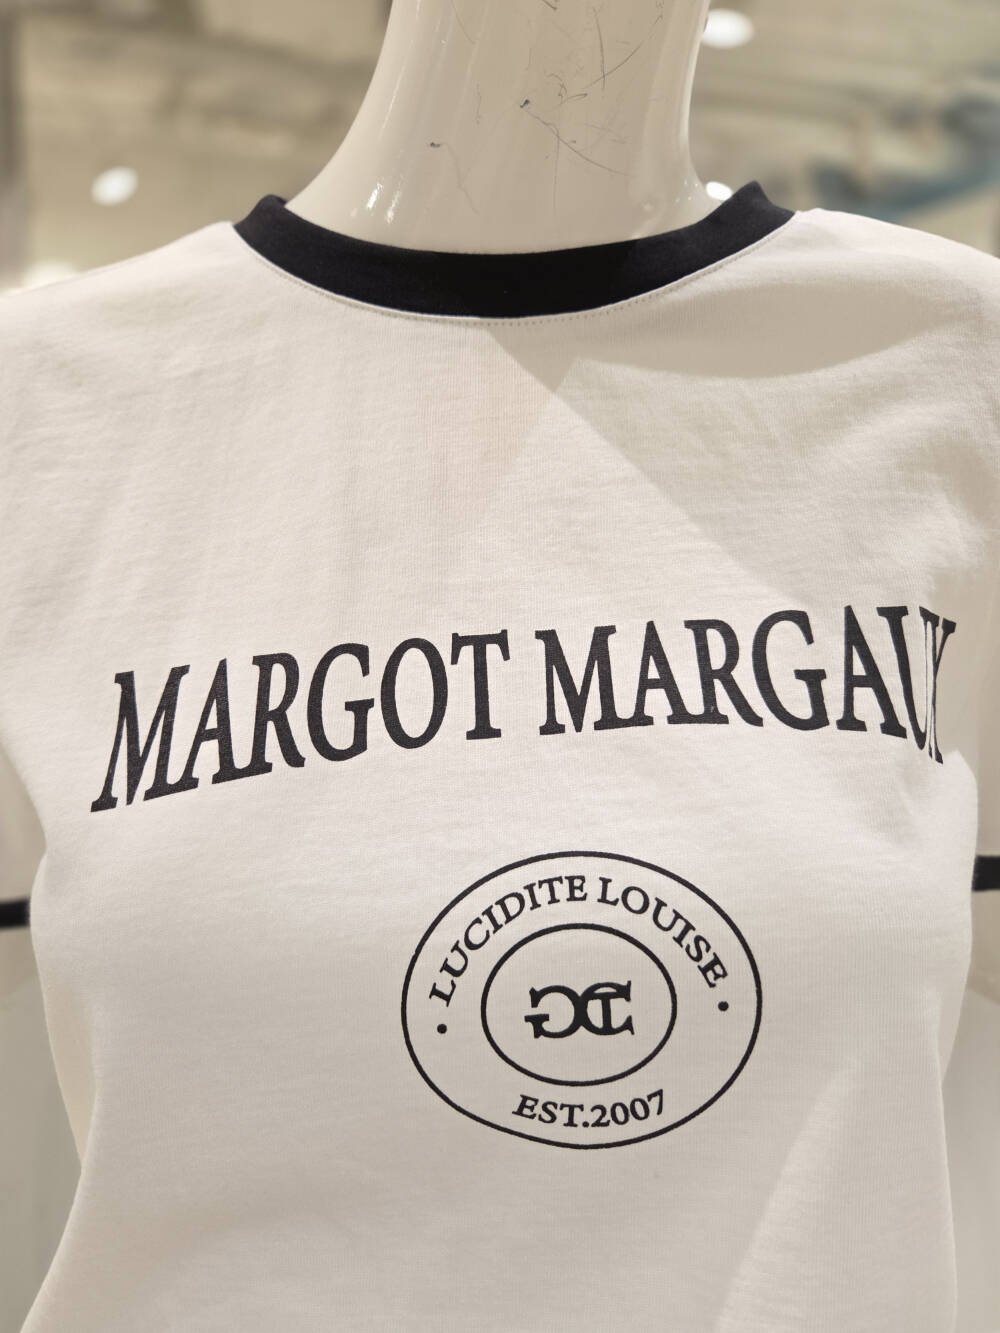 MARGOT MARGAUX
· LUCIDITE LOUISE ·
EST.2007